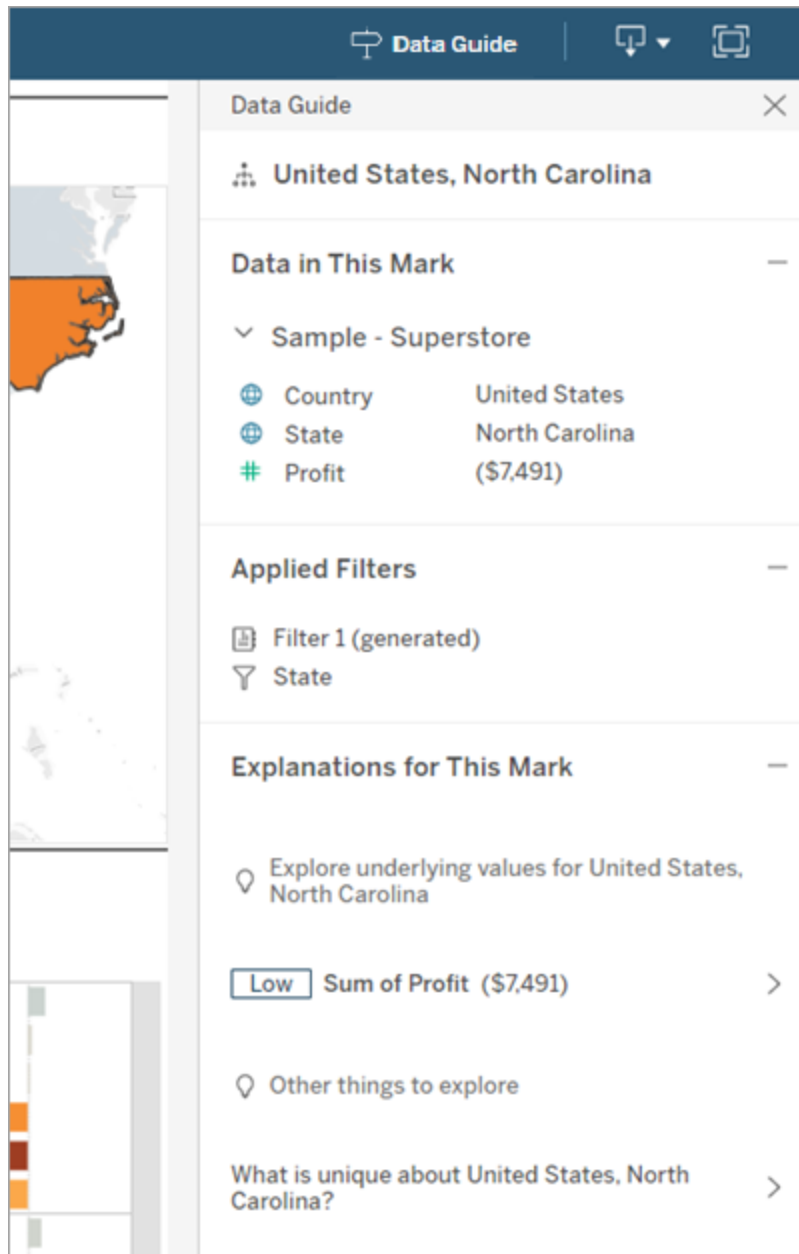 Data Guide
Data Guide
United States, North Carolina
Data in This Mark
Sample - Superstore
Country United States
State North Carolina
Profit ($7,491)
Applied Filters
Filter 1 (generated)
State
Explanations for This Mark
Explore underlying values for United States,
North Carolina
Low Sum of Profit ($7,491)
Other things to explore
What is unique about United States, North
Carolina?